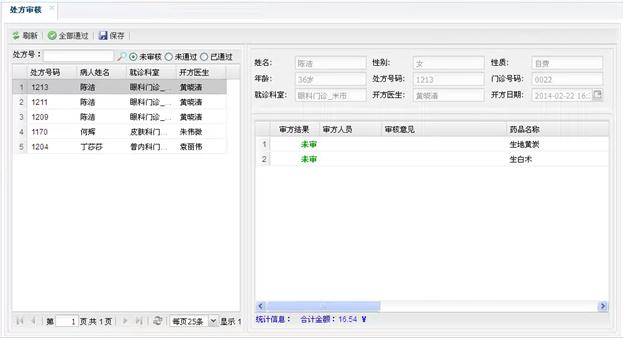 处方审核
刷新 全部通过 保存
处方号： 未审核 未通过 已通过
处方号码 病人姓名 就诊科室 开方医生
1 1213 陈洁 眼科门诊_... 黄晓清
2 1211 陈洁 眼科门诊_... 黄晓清
3 1209 陈洁 眼科门诊_... 黄晓清
4 1170 何辉 皮肤科门... 朱伟微
5 1204 丁莎莎 普内科门... 袁丽伟
第 1 页,共 1 页 每页25条 显示 1
姓名: 陈洁 性别: 女 性质: 自费
年龄: 36岁 处方号码: 1213 门诊号码: 0022
就诊科室: 眼科门诊_米市 开方医生: 黄晓清 开方日期: 2014-02-22 16:
审方结果 审方人员 审核意见 药品名称
1 未审 生地黄炭
2 未审 生白术
统计信息： 合计金额：16.54 ￥